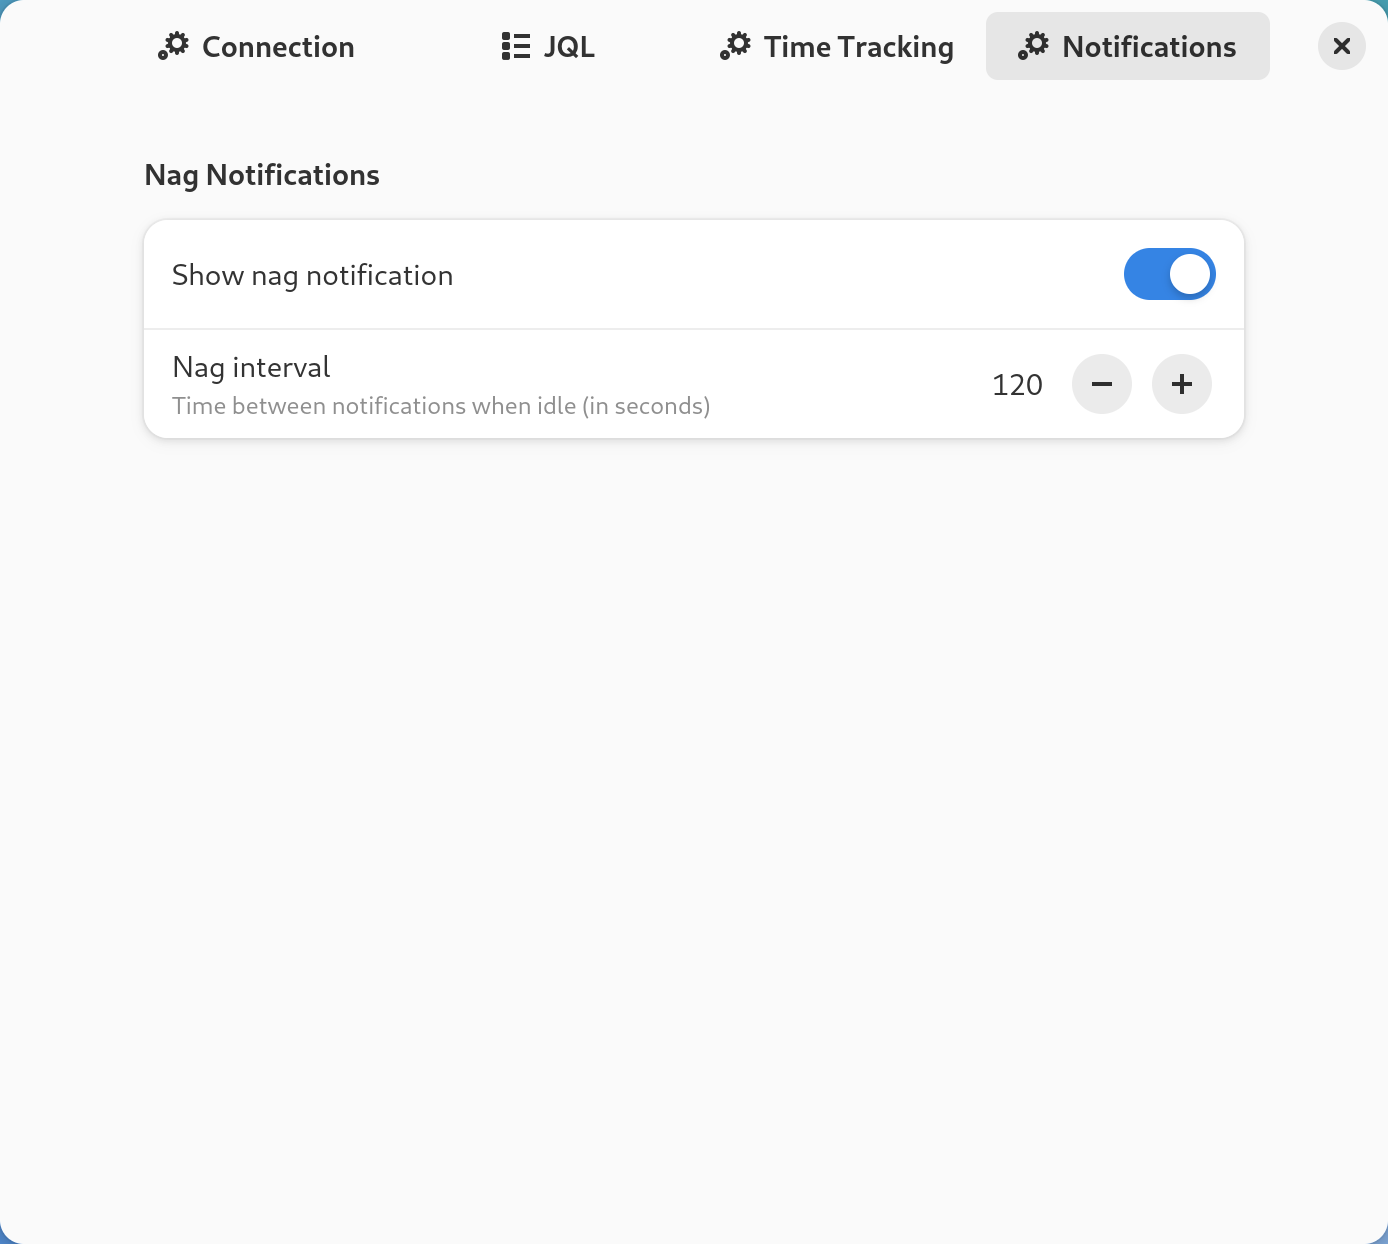 Connection
JQL
Time Tracking
Notifications
Nag Notifications
Show nag notification
Nag interval
120
Time between notifications when idle (in seconds)